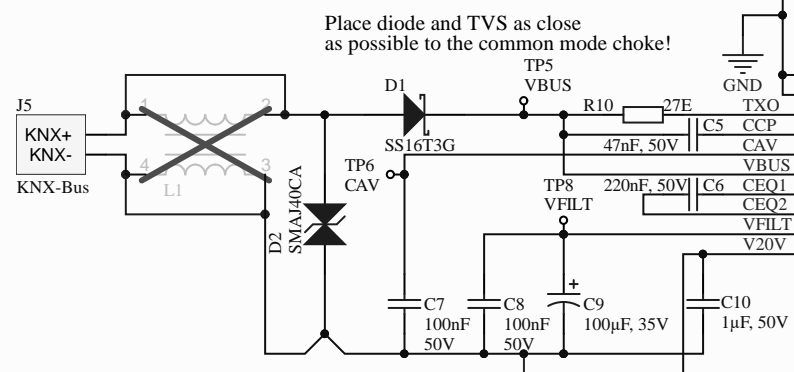 Place diode and TVS as close
as possible to the common mode choke!
TP5
VBUS
GND
D1
J5
1
2
R10
27E
TXO
KNX+
KNX-
C5
CCP
SS16T3G
47nF, 50V
CAV
4
3
TP6
CAV
VBUS
KNX-Bus
L1
TP8
VFILT
220nF, 50V
C6
CEQ1
CEQ2
D2
SMAJ40CA
VFILT
V20V
+
C7
100nF
50V
C8
100nF
50V
C9
100µF, 35V
C10
1µF, 50V